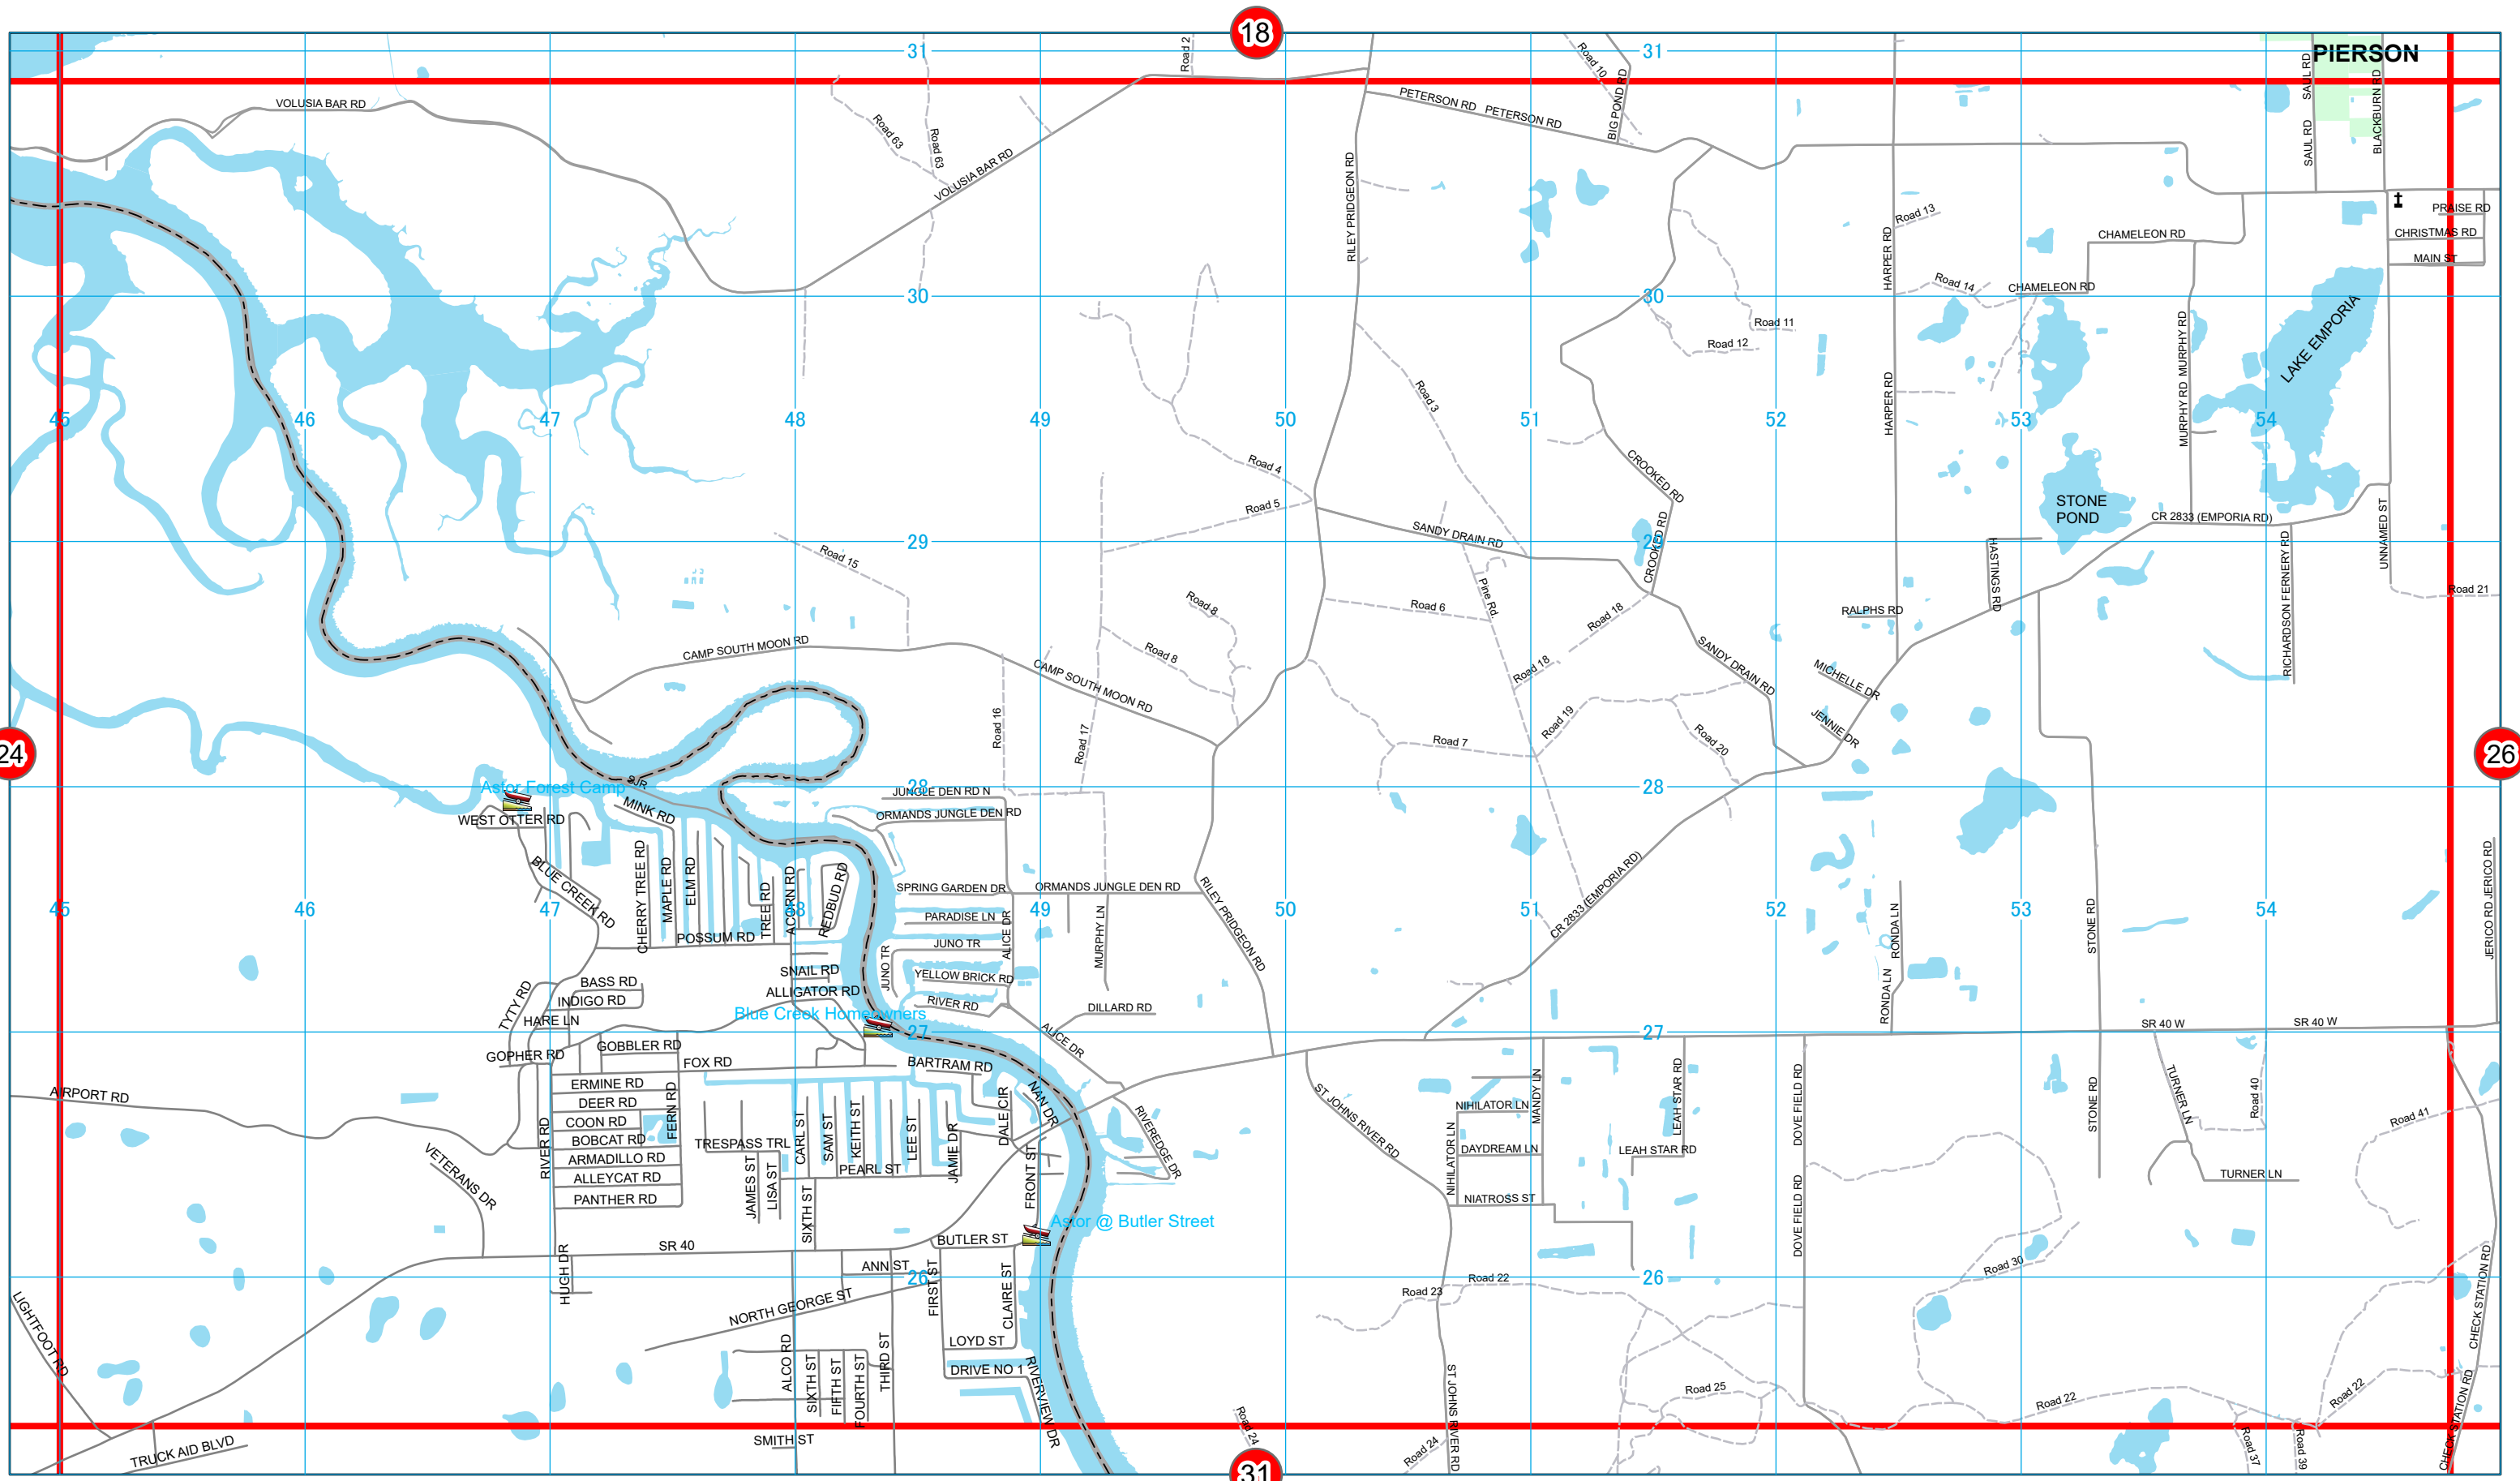 18
31
31
PIERSON
Road 2
Road 10
BIG POND RD
SAUL RD
BLACKBURN RD
VOLUSIA BAR RD
PETERSON RD
PETERSON RD
Road 63
Road 63
VOLUSIA BAR RD
RILEY PRIDGEON RD
SAUL RD
PRAISE RD
CHRISTMAS RD
MAIN ST
Road 13
HARPER RD
CHAMELEON RD
30
30
Road 14
CHAMELEON RD
Road 11
Road 12
LAKE EMPORIA
MURPHY RD
MURPHY RD
Road 3
HARPER RD
45
46
47
48
49
50
51
52
53
54
Road 4
Road 5
CROOKED RD
CROOKED RD
SANDY DRAIN RD
STONE
POND
CR 2833 (EMPORIA RD)
UNNAMED ST
29
29
Road 15
HASTINGS RD
RICHARDSON FERNERY RD
Road 21
Road 8
Road 8
Road 6
Pine Rd.
Road 18
Road 18
RALPHS RD
CAMP SOUTH MOON RD
CAMP SOUTH MOON RD
SANDY DRAIN RD
MICHELLE DR
JENNIE DR
Road 16
Road 17
Road 7
Road 19
Road 20
24
26
Astor Forest Camp
SJR
28
28
JUNGLE DEN RD N
ORMANDS JUNGLE DEN RD
MINK RD
WEST OTTER RD
BLUE CREEK RD
CHERRY TREE RD
MAPLE RD
ELM RD
TREE RD
ACORN RD
REDBUD RD
SPRING GARDEN DR
ORMANDS JUNGLE DEN RD
RILEY PRIDGEON RD
CR 2833 (EMPORIA RD)
JERICO RD
JERICO RD
45
46
47
48
49
50
51
52
53
54
PARADISE LN
ALICE DR
MURPHY LN
RONDA LN
RONDA LN
STONE RD
POSSUM RD
JUNO TR
JUNO TR
SNAIL RD
YELLOW BRICK RD
BASS RD
INDIGO RD
ALLIGATOR RD
RIVER RD
DILLARD RD
TYTY RD
HARE LN
Blue Creek Homeowners
27
27
ALICE DR
SR 40 W
SR 40 W
GOPHER RD
GOBBLER RD
FOX RD
BARTRAM RD
ERMINE RD
DEER RD
COON RD
BOBCAT RD
ARMADILLO RD
ALLEYCAT RD
PANTHER RD
FERN RD
RIVER RD
AIRPORT RD
VETERANS DR
TRESPASS TRL
CARL ST
SAM ST
KEITH ST
LEE ST
JAMIE DR
DALE CIR
NAN DR
RIVEREDGE DR
PEARL ST
JAMES ST
LISA ST
SIXTH ST
FRONT ST
ST JOHNS RIVER RD
NIHILATOR LN
NIHILATOR LN
MANDY LN
DAYDREAM LN
NIATROSS ST
LEAH STAR RD
LEAH STAR RD
DOVE FIELD RD
DOVE FIELD RD
STONE RD
TURNER LN
TURNER LN
Road 40
Road 41
Astor @ Butler Street
SR 40
BUTLER ST
HUGH DR
ANN ST
26
26
FIRST ST
CLAIRE ST
NORTH GEORGE ST
Road 23
Road 22
Road 30
CHECK STATION RD
LIGHTFOOT RD
LOYD ST
DRIVE NO 1
RIVERVIEW DR
ALCO RD
SIXTH ST
FIFTH ST
FOURTH ST
THIRD ST
ST JOHNS RIVER RD
Road 25
Road 22
Road 22
CHECK STATION RD
TRUCK AID BLVD
SMITH ST
Road 24
Road 24
Road 37
Road 39
31